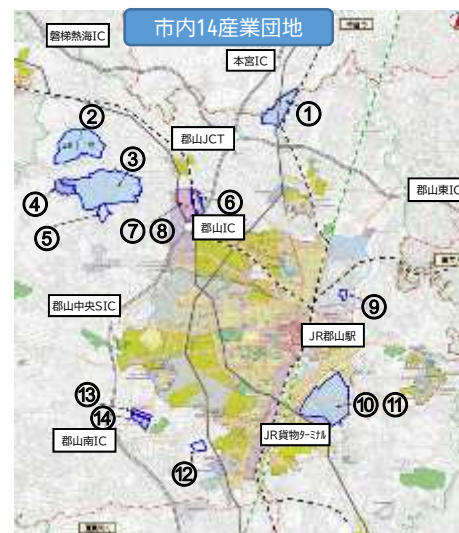 市内14産業団地
磐梯熱海IC
本宮IC
①
②
郡山JCT
③
④
郡山東IC
⑥
⑤
⑦ ⑧
郡山IC
⑨
郡山中央SIC
JR郡山駅
⑬
⑩ ⑪
⑭
JR貨物ターミナル
郡山南IC
⑫